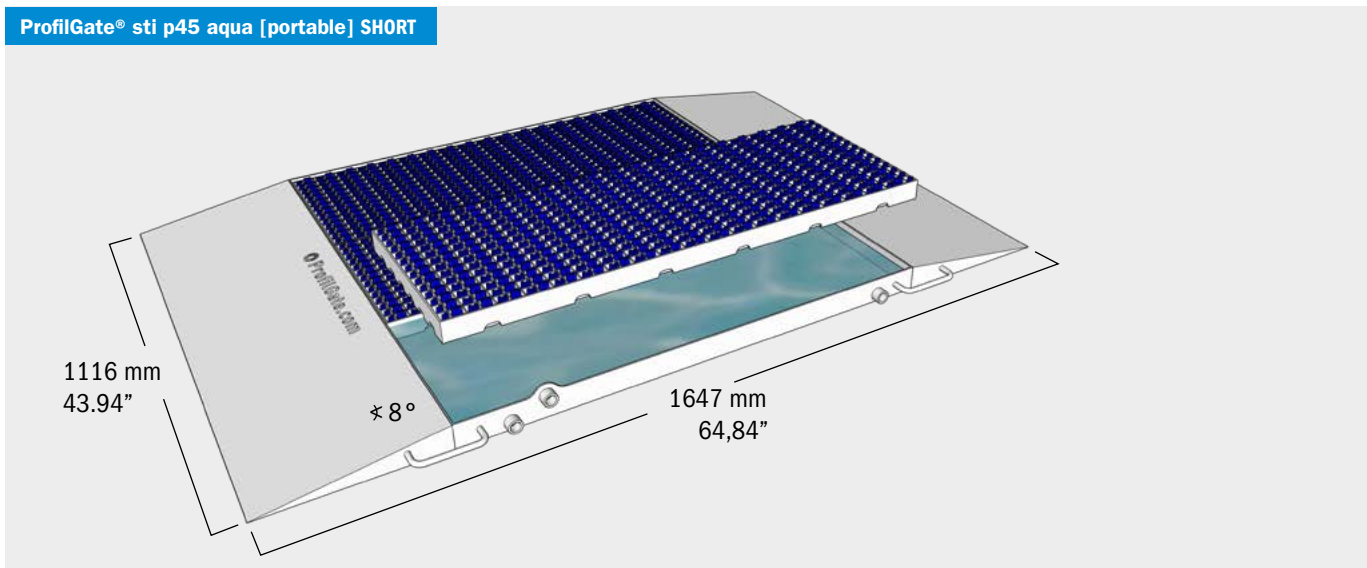 ProfilGate® sti p45 aqua [portable] SHORT
ProfilGate.com
1116 mm
43.94”
∢8°
1647 mm
64,84”